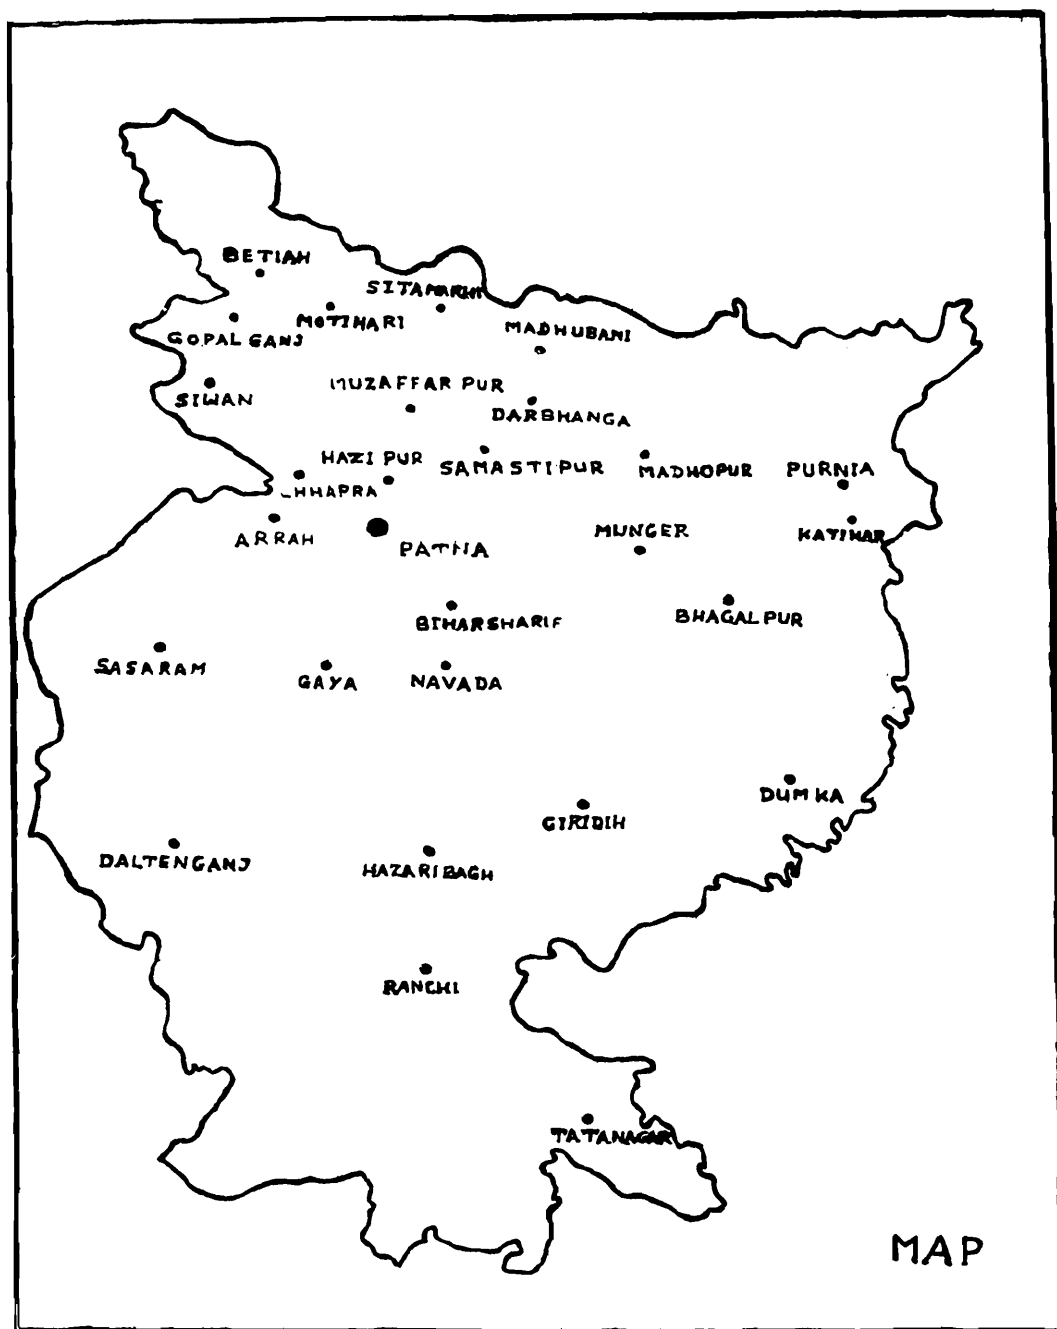 BETIAH
SITAMARHI
MOTIHARI
MADHUBANI
GOPAL GANJ
MUZAFFAR PUR
SIWAN
DARBHANGA
HAZI PUR
SAMASTIPUR
MADHOPUR
PURNIA
CHHAPRA
ARRAH
PATNA
MUNGER
KATIHAR
BIHARSHARIF
BHAGALPUR
SASARAM
GAYA
NAVADA
DUMKA
GIRIDIH
DALTENGANJ
HAZARIBAGH
RANCHI
TATANAGAR
MAP